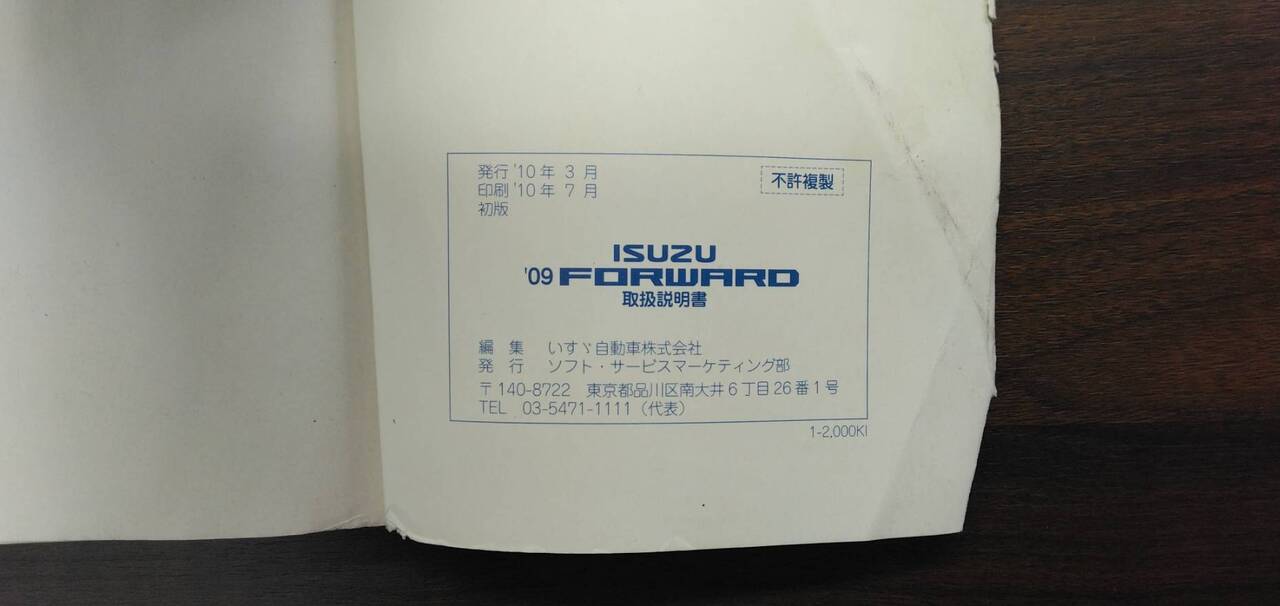 発行 '10年 3 月
印刷 '10年 7 月
不許複製
初版
ISUZU
'09 FORWARD
取扱説明書
編 集 いすゞ自動車株式会社
発 行 ソフト・サービスマーケティング部
〒140-8722 東京都品川区南大井6丁目26番1号
TEL 03-5471-1111（代表）
1-2,000KI